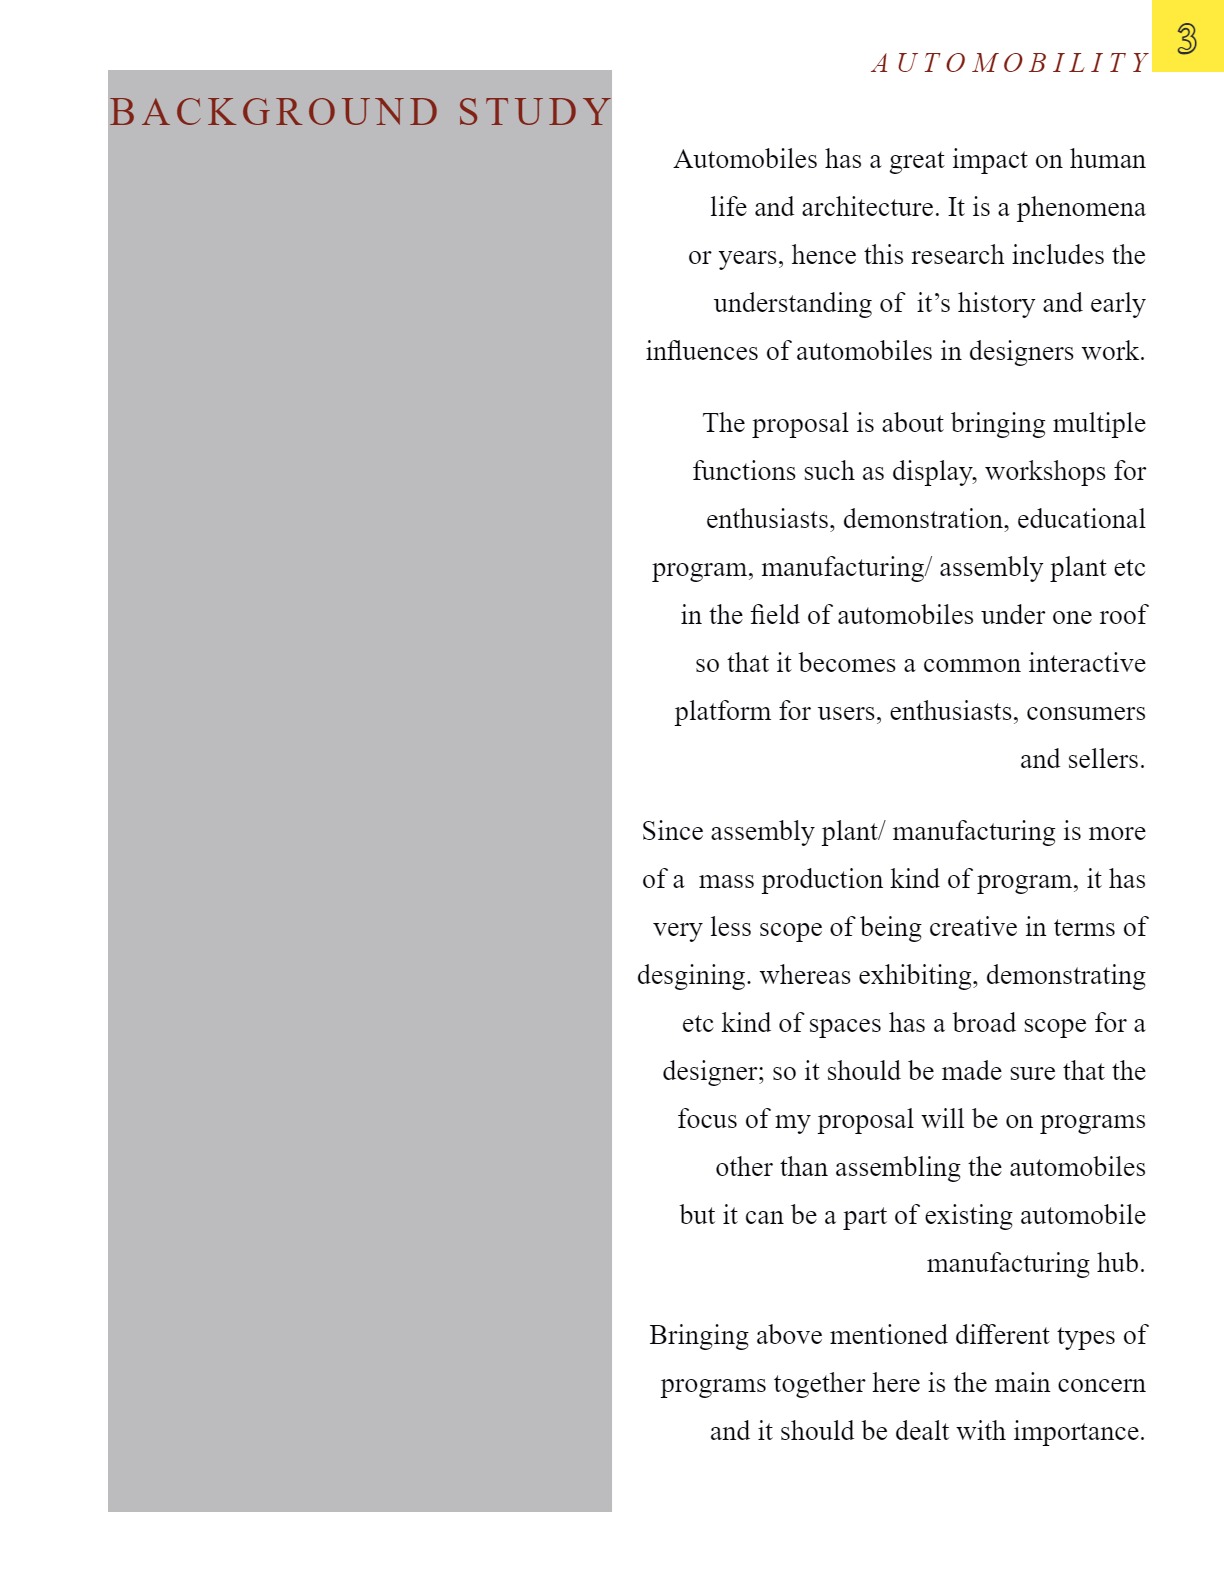 3
AUTOMOBILITY
BACKGROUND STUDY
Automobiles has a great impact on human
life and architecture. It is a phenomena
or years, hence this research includes the
understanding of  it’s history and early
influences of automobiles in designers work.
The proposal is about bringing multiple
functions such as display, workshops for
enthusiasts, demonstration, educational
program, manufacturing/ assembly plant etc
in the field of automobiles under one roof
so that it becomes a common interactive
platform for users, enthusiasts, consumers
and sellers.
Since assembly plant/ manufacturing is more
of a  mass production kind of program, it has
very less scope of being creative in terms of
desgining. whereas exhibiting, demonstrating
etc kind of spaces has a broad scope for a
designer; so it should be made sure that the
focus of my proposal will be on programs
other than assembling the automobiles
but it can be a part of existing automobile
manufacturing hub.
Bringing above mentioned different types of
programs together here is the main concern
and it should be dealt with importance.